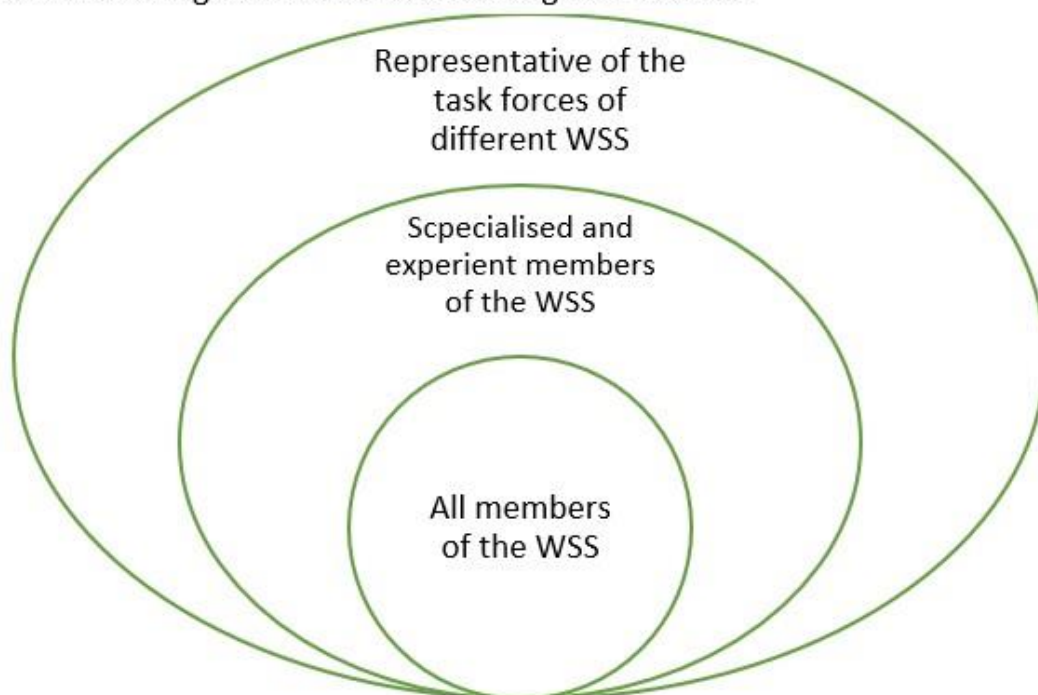 Representative of the
task forces of
different WSS
Scpecialised and
experient members
of the WSS
All members
of the WSS